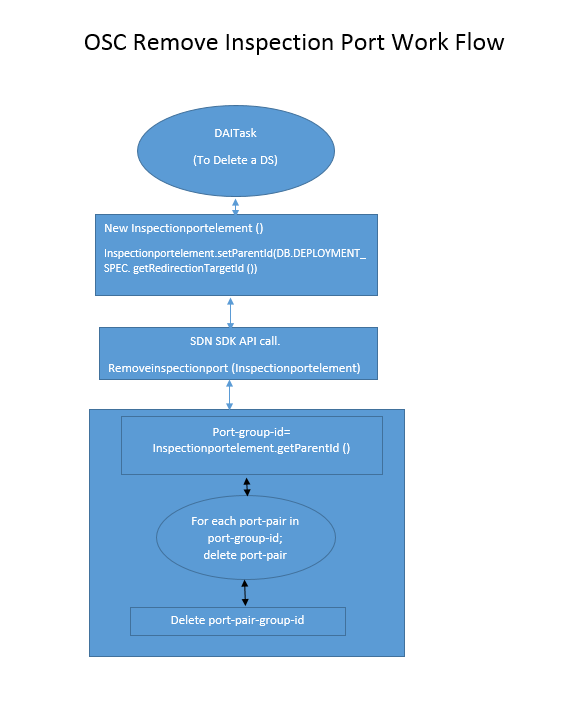 OSC Remove Inspection Port Work Flow
DAITask
(To Delete a DS)
New Inspectionportelement ()
Inspectionportelement.setParentId(DB.DEPLOYMENT_
SPEC. getRedirectionTargetId ())
SDN SDK API call.
Removeinspectionport (Inspectionportelement)
Port-group-id=
Inspectionportelement.getParentId ()
For each port-pair in
port-group-id;
delete port-pair
Delete port-pair-group-id